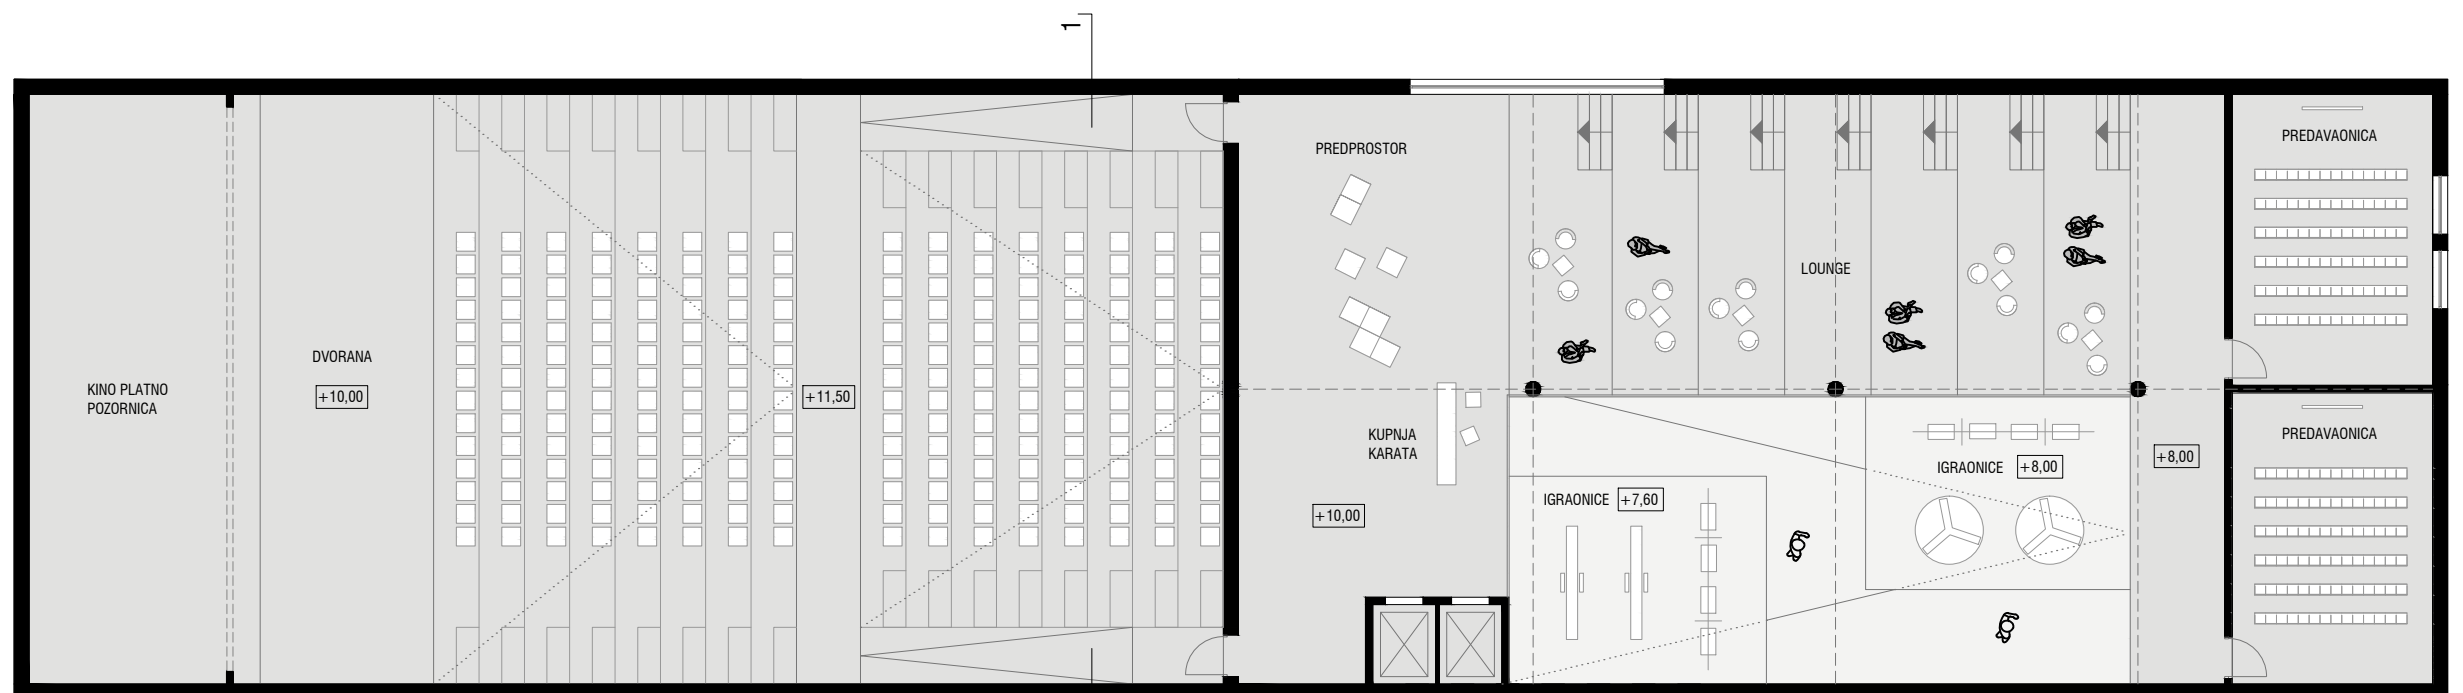 1
PREDPROSTOR
PREDAVAONICA
LOUNGE
DVORANA
+10,00
+11,50
KINO PLATNO
POZORNICA
KUPNJA
KARATA
+10,00
IGRAONICE +7,60
IGRAONICE +8,00
+8,00
PREDAVAONICA